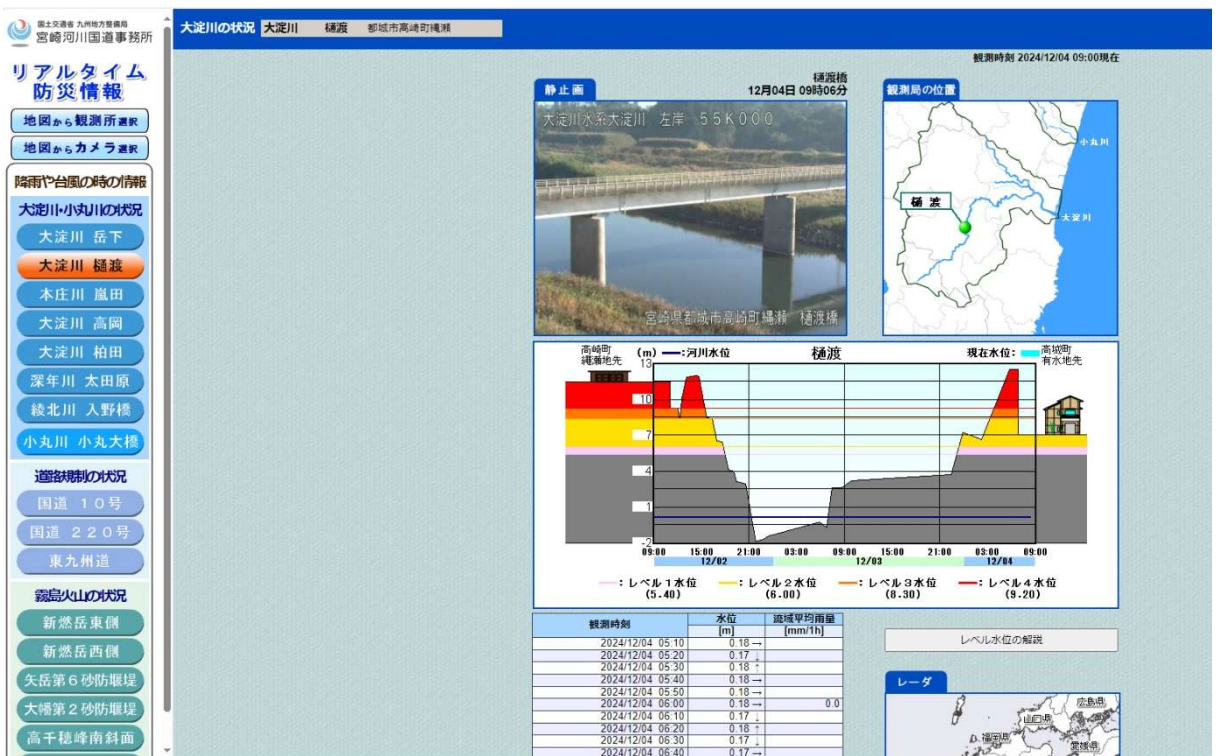 国土交通省 九州地方整備局
宮崎河川国道事務所
リアルタイム
防災情報
地図から観測所選択
地図からカメラ選択
降雨や台風の時の情報
大淀川・小丸川の状況
大淀川 岳下
大淀川 樋渡
本庄川 嵐田
大淀川 高岡
大淀川 柏田
深年川 太田原
綾北川 入野橋
小丸川 小丸大橋
道路規制の状況
国道 10号
国道 220号
東九州道
霧島火山の状況
新燃岳東側
新燃岳西側
矢岳第6砂防堰堤
大幡第2砂防堰堤
高千穂峰南斜面
大淀川の状況 大淀川 樋渡 都城市高崎町縄瀬
観測時刻 2024/12/04 09:00現在
静止画
樋渡橋
12月04日 09時06分
大淀川水系大淀川 左岸 55K000
宮崎県都城市高崎町縄瀬 樋渡橋
観測局の位置
小丸川
樋渡
大淀川
高崎町
縄瀬地先
(m) ━:河川水位
樋渡
現在水位:
高城町
有水地先
13
10
7
4
1
-2
09:00 15:00 21:00 03:00 09:00 15:00 21:00 03:00 09:00
12/02 12/03 12/04
━:レベル1水位 ━:レベル2水位 ━:レベル3水位 ━:レベル4水位
(5.40) (6.00) (8.30) (9.20)
観測時刻 水位 流域平均雨量
[m] [mm/1h]
2024/12/04 05:10 0.18→
2024/12/04 05:20 0.17↓
2024/12/04 05:30 0.18↑
2024/12/04 05:40 0.18→
2024/12/04 05:50 0.18→
2024/12/04 06:00 0.18→ 0.0
2024/12/04 06:10 0.17↓
2024/12/04 06:20 0.18↑
2024/12/04 06:30 0.17↓
2024/12/04 06:40 0.17→
レベル水位の解説
レーダ
広島県
山口県
福岡県
愛媛県